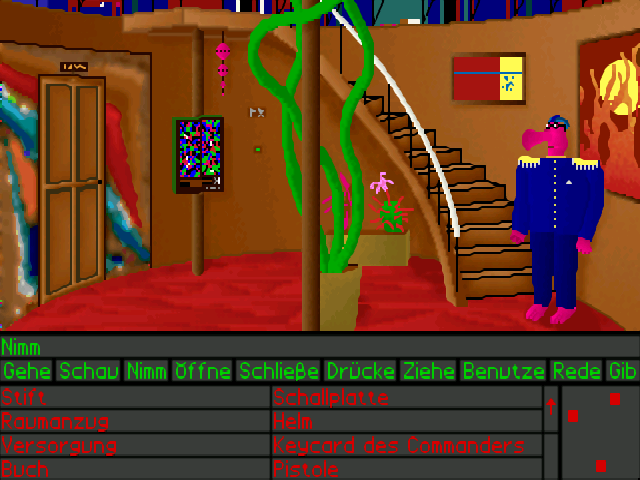 Nimm
Gehe Schau Nimm Öffne Schließe Drücke Ziehe Benutze Rede Gib
Stift Schallplatte
Raumanzug Helm
Versorgung Keycard des Commanders
Buch Pistole